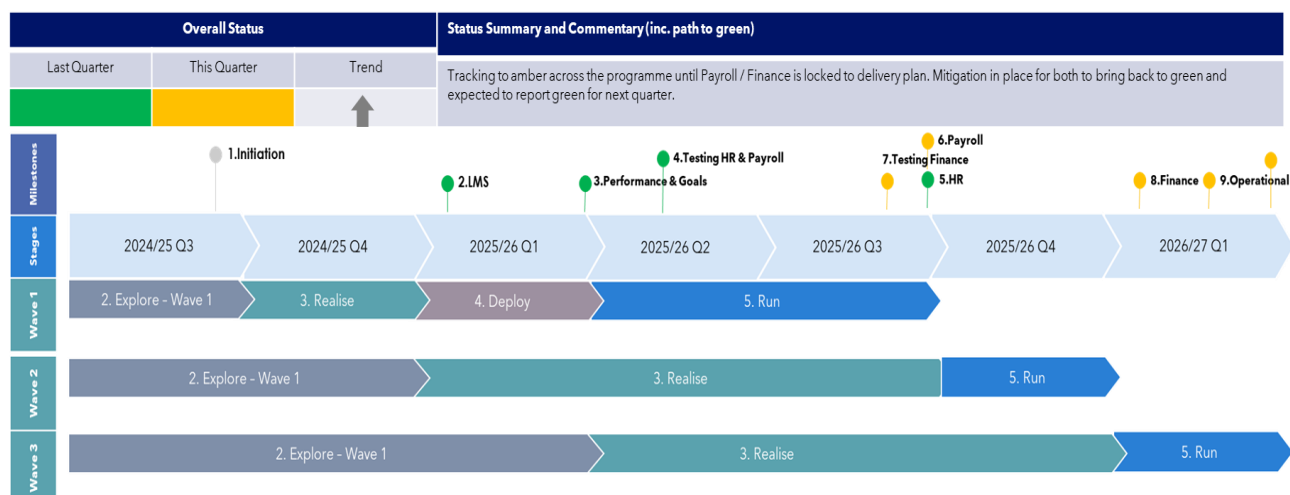 Overall Status
Status Summary and Commentary (inc. path to green)
Last Quarter
This Quarter
Trend
Tracking to amber across the programme until Payroll / Finance is locked to delivery plan. Mitigation in place for both to bring back to green and
expected to report green for next quarter.
Milestones
1.Initiation
2.LMS
3.Performance & Goals
4.Testing HR & Payroll
6.Payroll
7.Testing Finance
5.HR
8.Finance
9.Operational
Stages
2024/25 Q3
2024/25 Q4
2025/26 Q1
2025/26 Q2
2025/26 Q3
2025/26 Q4
2026/27 Q1
Wave 1
2. Explore – Wave 1
3. Realise
4. Deploy
5. Run
Wave 2
2. Explore – Wave 1
3. Realise
5. Run
Wave 3
2. Explore – Wave 1
3. Realise
5. Run